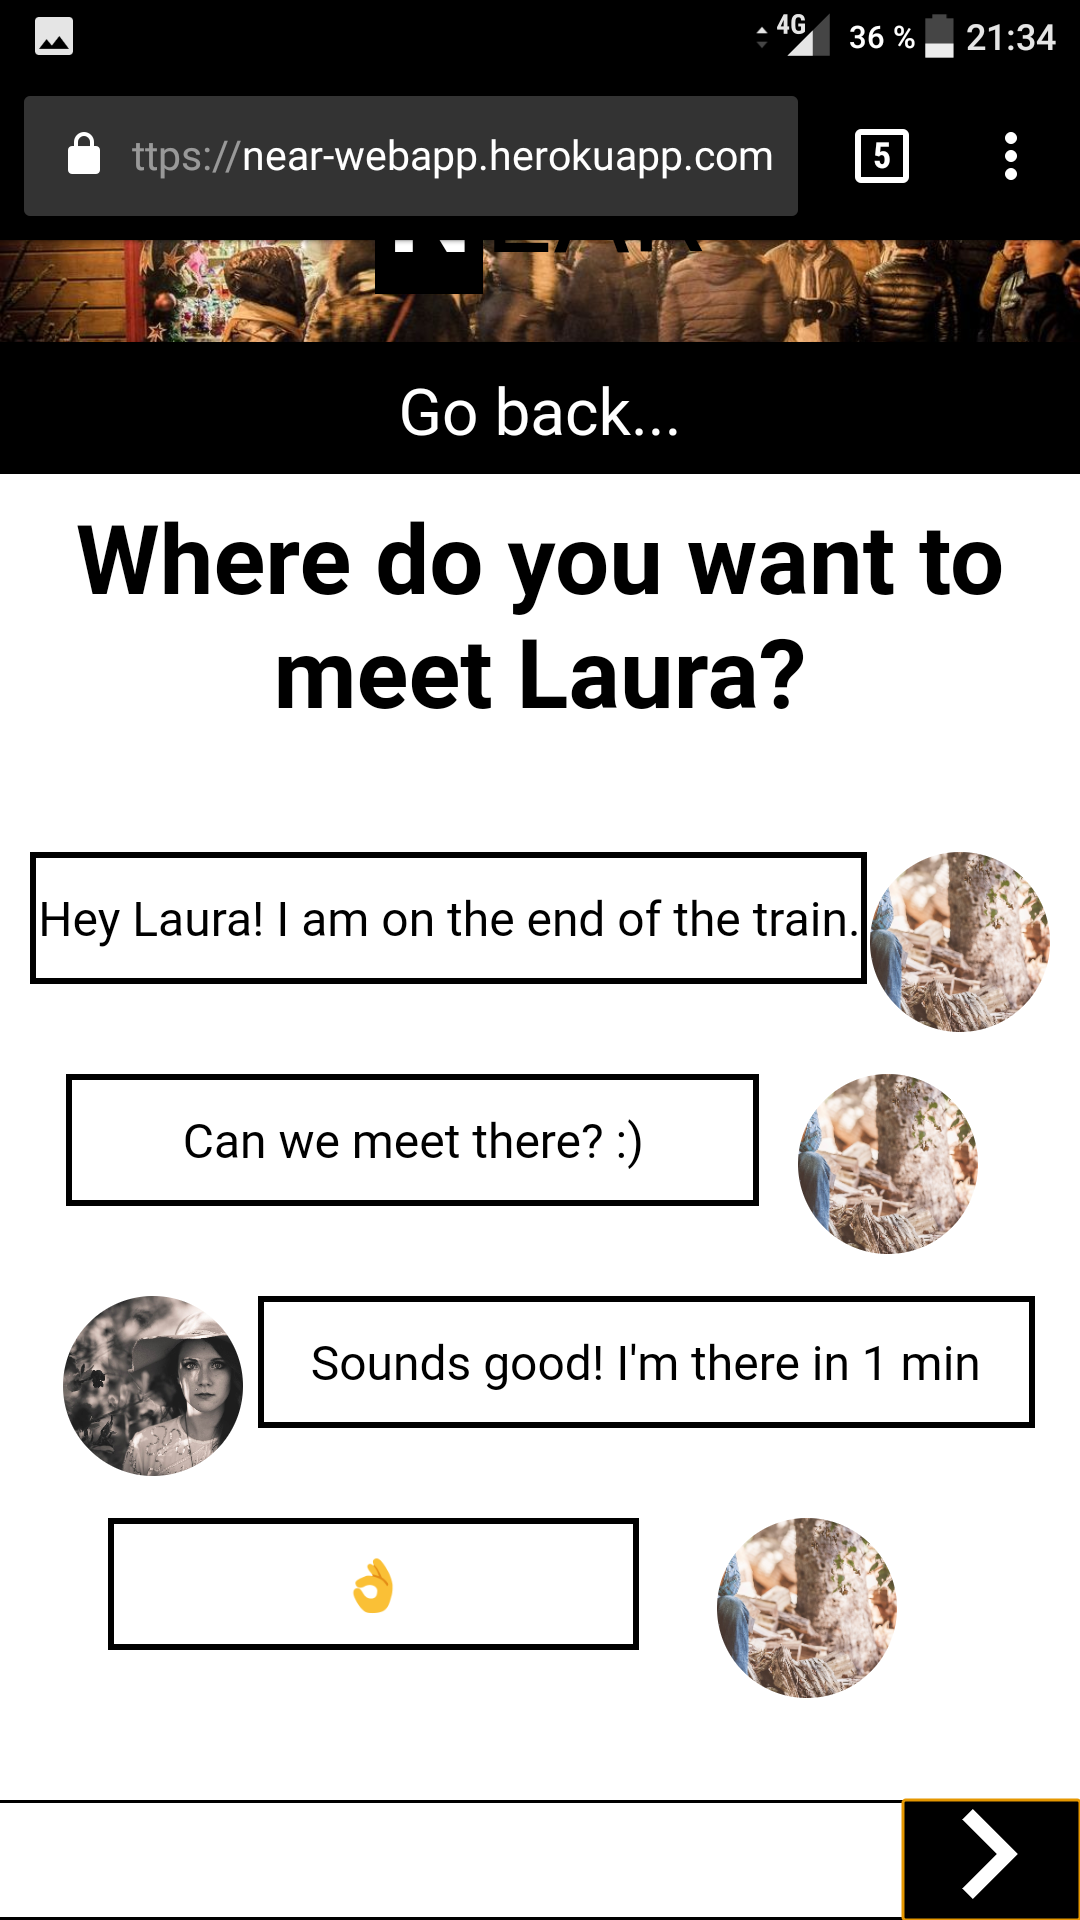 4G 36 % 21:34
ttps://near-webapp.herokuapp.com
5
NEAR
Go back...
Where do you want to
meet Laura?
Hey Laura! I am on the end of the train.
Can we meet there? :)
Sounds good! I'm there in 1 min
👌